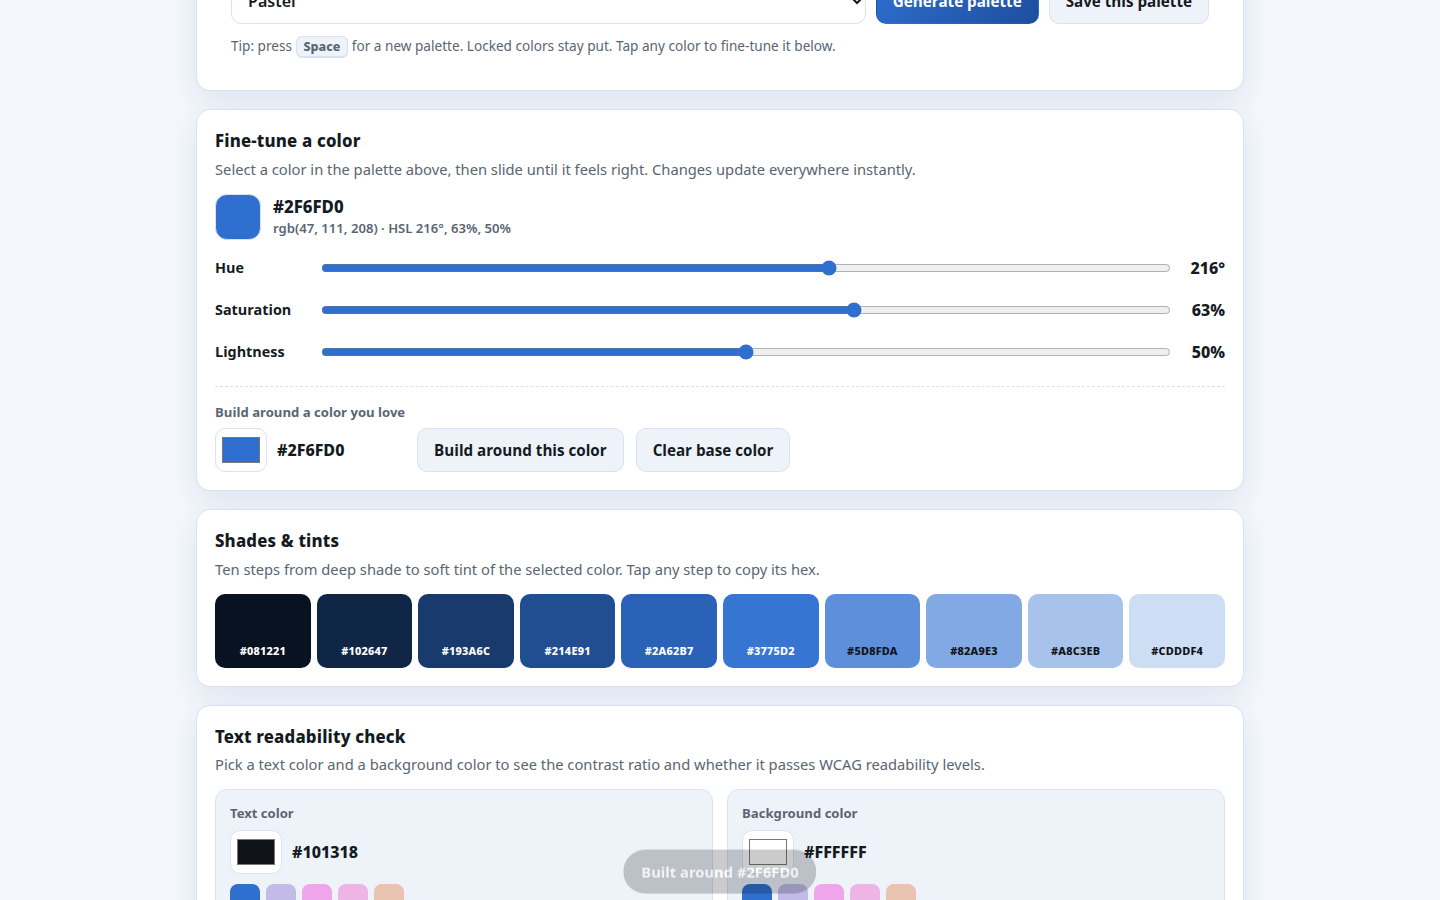 Pastel
Generate palette
Save this palette
Tip: press Space for a new palette. Locked colors stay put. Tap any color to fine-tune it below.
Fine-tune a color
Select a color in the palette above, then slide until it feels right. Changes update everywhere instantly.
#2F6FD0
rgb(47, 111, 208) · HSL 216°, 63%, 50%
Hue 216°
Saturation 63%
Lightness 50%
Build around a color you love
#2F6FD0
Build around this color
Clear base color
Shades & tints
Ten steps from deep shade to soft tint of the selected color. Tap any step to copy its hex.
#081221 #102647 #193A6C #214E91 #2A62B7 #3775D2 #5D8FDA #82A9E3 #A8C3EB #CDDDF4
Text readability check
Pick a text color and a background color to see the contrast ratio and whether it passes WCAG readability levels.
Text color
#101318
Background color
#FFFFFF
Built around #2F6FD0